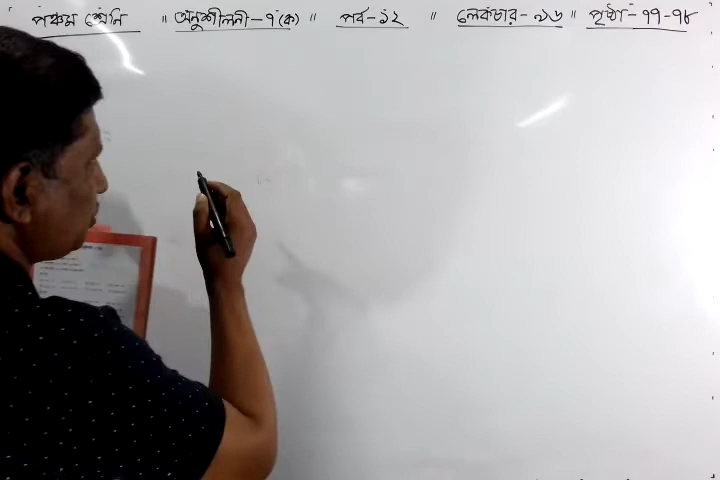 পঞ্চম শ্রেনি ॥ অনুশীলনী-৭(ক) ॥ পর্ব-১২ ॥ লেকচার-৯৬ ॥ পৃষ্ঠা-৭৭-৭৮